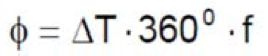 ϕ = ΔT · 360⁰ · f